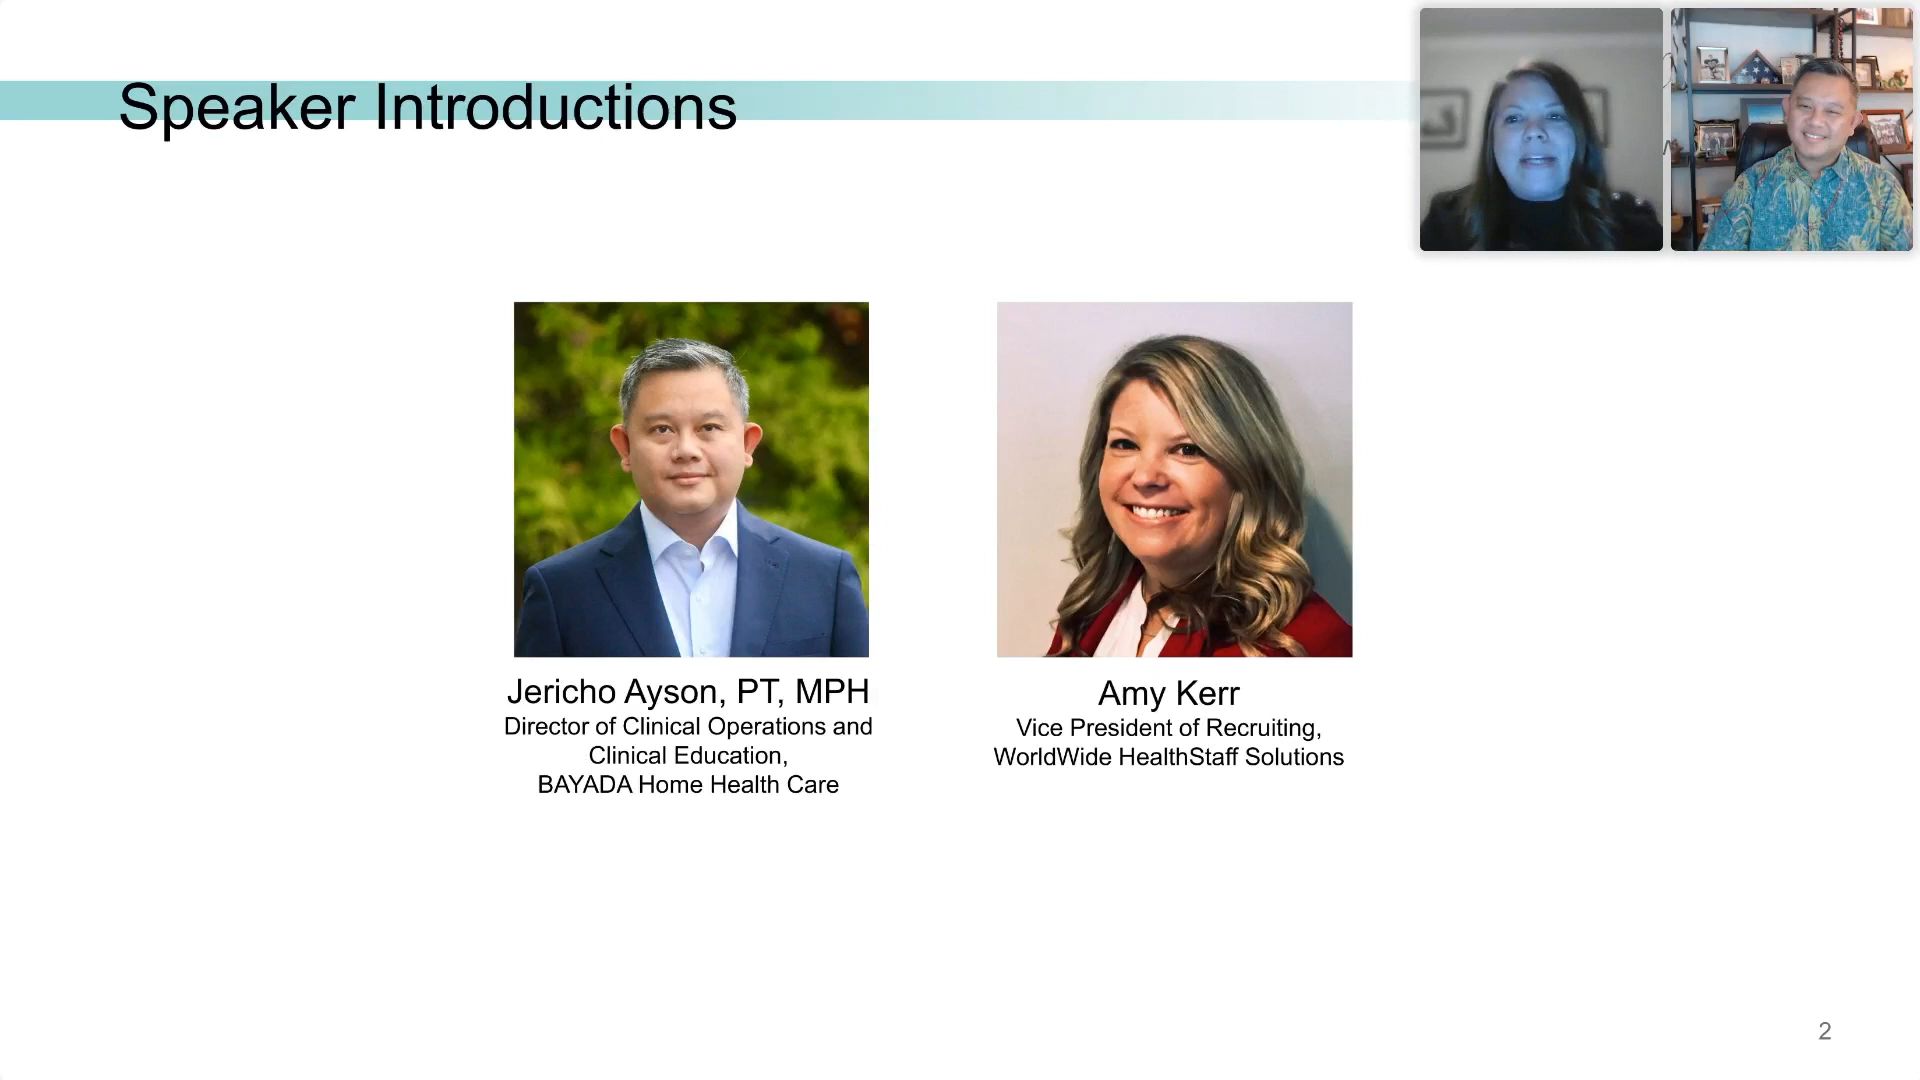 Speaker Introductions
Jericho Ayson, PT, MPH
Director of Clinical Operations and
Clinical Education,
BAYADA Home Health Care
Amy Kerr
Vice President of Recruiting,
WorldWide HealthStaff Solutions
2